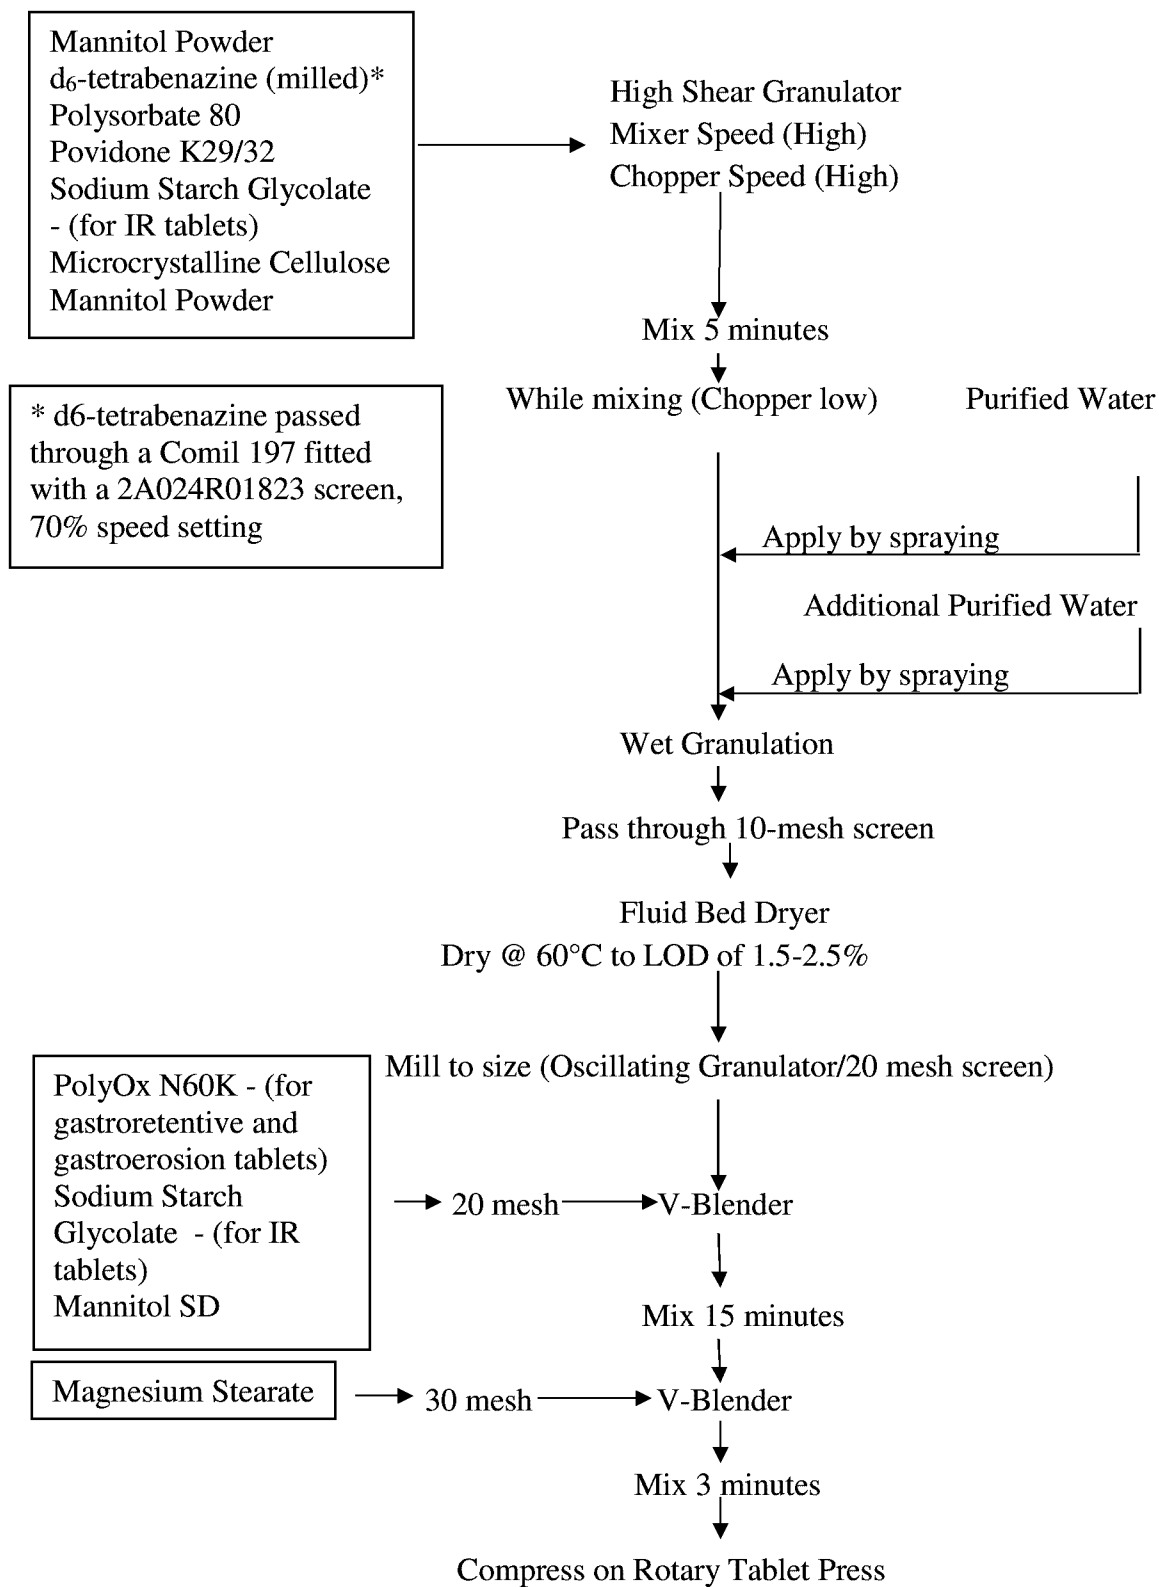 Mannitol Powder
d₆-tetrabenazine (milled)*
Polysorbate 80
Povidone K29/32
Sodium Starch Glycolate
- (for IR tablets)
Microcrystalline Cellulose
Mannitol Powder
High Shear Granulator
Mixer Speed (High)
Chopper Speed (High)
Mix 5 minutes
While mixing (Chopper low)
Purified Water
* d6-tetrabenazine passed
through a Comil 197 fitted
with a 2A024R01823 screen,
70% speed setting
Apply by spraying
Additional Purified Water
Apply by spraying
Wet Granulation
Pass through 10-mesh screen
Fluid Bed Dryer
Dry @ 60°C to LOD of 1.5-2.5%
Mill to size (Oscillating Granulator/20 mesh screen)
PolyOx N60K - (for
gastroretentive and
gastroerosion tablets)
Sodium Starch
Glycolate - (for IR
tablets)
Mannitol SD
20 mesh
V-Blender
Mix 15 minutes
Magnesium Stearate
30 mesh
V-Blender
Mix 3 minutes
Compress on Rotary Tablet Press